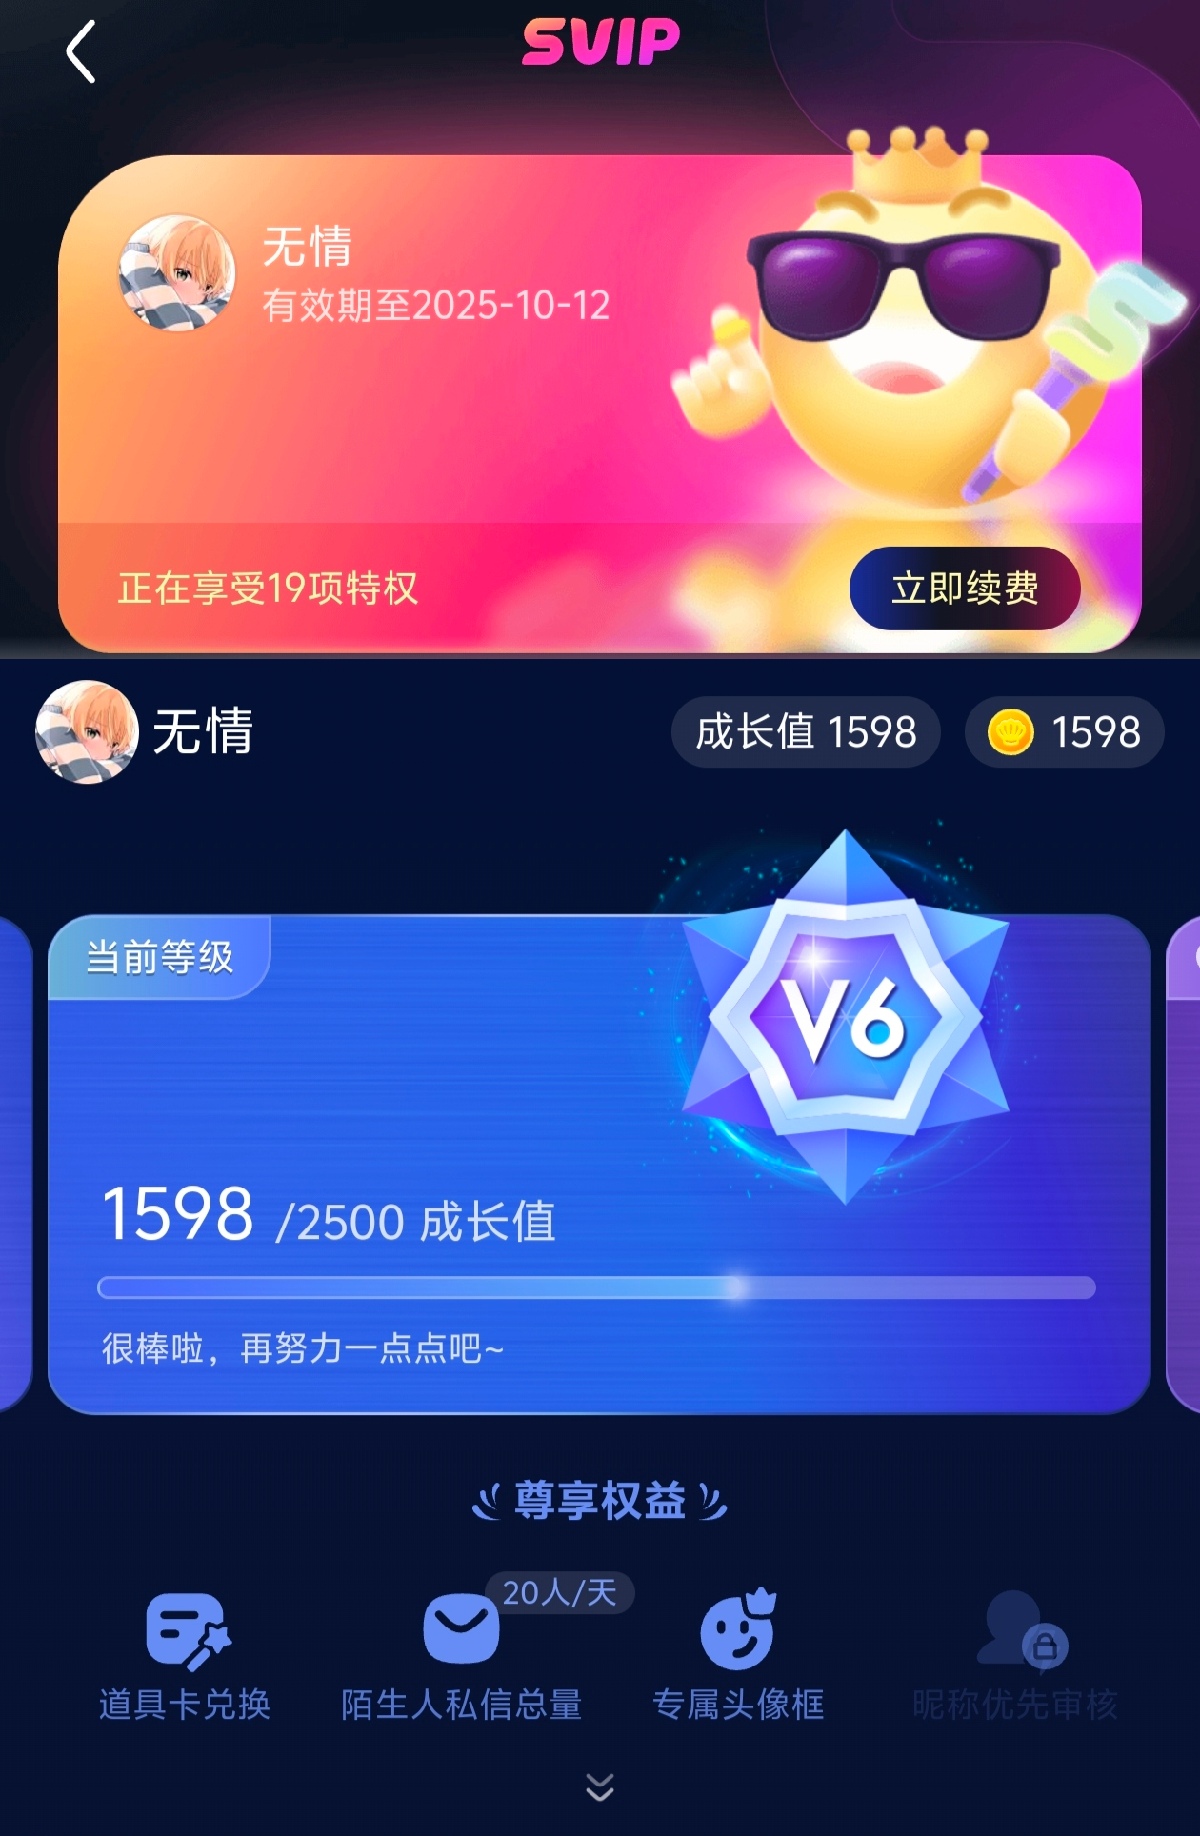 SVIP
无情
有效期至2025-10-12
正在享受19项特权
立即续费
无情
成长值 1598
1598
当前等级
V6
1598 /2500 成长值
很棒啦，再努力一点点吧~
尊享权益
20人/天
道具卡兑换
陌生人私信总量
专属头像框
昵称优先审核